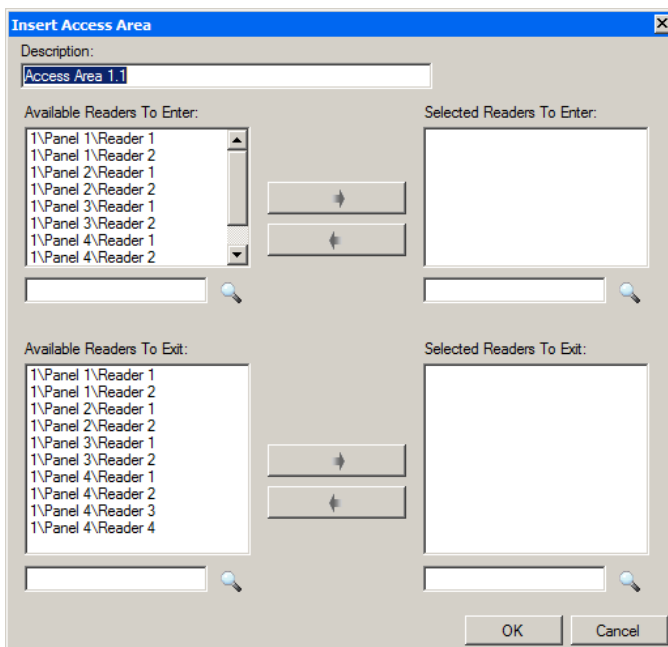 Insert Access Area
Description:
Access Area 1.1
Available Readers To Enter:
Selected Readers To Enter:
1\Panel 1\Reader 1
1\Panel 1\Reader 2
1\Panel 2\Reader 1
1\Panel 2\Reader 2
1\Panel 3\Reader 1
1\Panel 3\Reader 2
1\Panel 4\Reader 1
1\Panel 4\Reader 2
Available Readers To Exit:
Selected Readers To Exit:
1\Panel 1\Reader 1
1\Panel 1\Reader 2
1\Panel 2\Reader 1
1\Panel 2\Reader 2
1\Panel 3\Reader 1
1\Panel 3\Reader 2
1\Panel 4\Reader 1
1\Panel 4\Reader 2
1\Panel 4\Reader 3
1\Panel 4\Reader 4
OK
Cancel